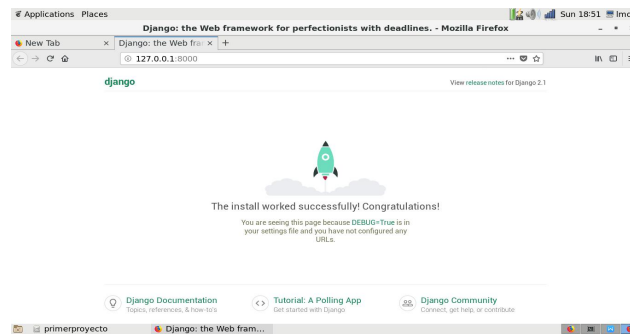 Applications Places
Sun 18:51
Django: the Web framework for perfectionists with deadlines. - Mozilla Firefox
New Tab × Django: the Web fra × +
127.0.0.1:8000
django
View release notes for Django 2.1
The install worked successfully! Congratulations!
You are seeing this page because DEBUG=True is in
your settings file and you have not configured any
URLs.
Django Documentation
Topics, references, & how-to's
Tutorial: A Polling App
Get started with Django
Django Community
Connect, get help, or contribute
primerproyecto
Django: the Web fram...